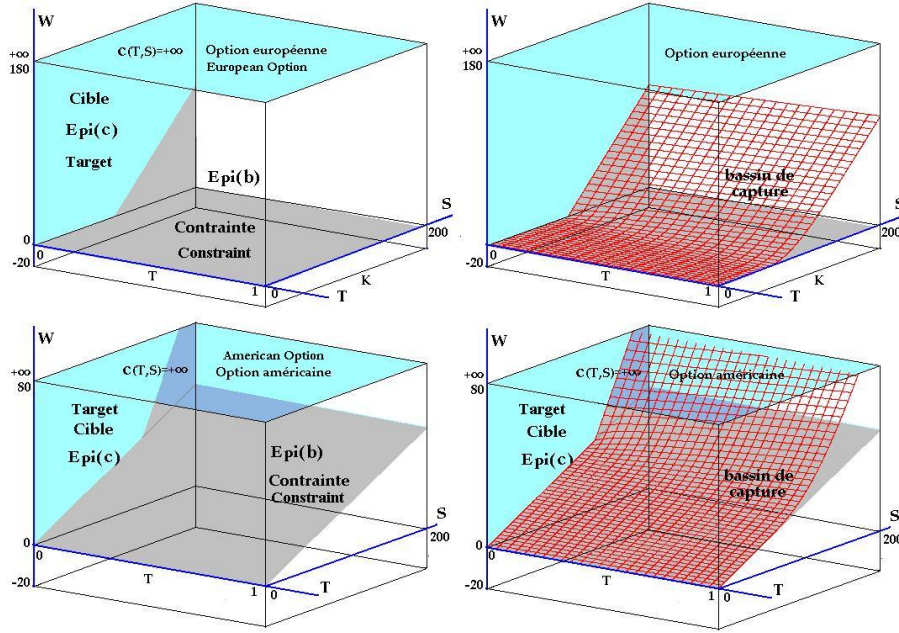 W
+∞
180
C(T,S)=+∞
Option européenne
European Option
Cible
Epi(c)
Target
Epi(b)
Contrainte
Constraint
S
200
0
-20
0
T
1
0
K
T
W
+∞
180
Option européenne
bassin de
capture
S
200
0
-20
0
T
1
0
K
T
W
+∞
80
C(T,S)=+∞
American Option
Option américaine
Target
Cible
Epi(c)
Epi(b)
Contrainte
Constraint
S
200
0
-20
0
T
1
0
T
W
+∞
80
C(T,S)=+∞
Option américaine
Target
Cible
Epi(c)
bassin de
capture
S
200
0
-20
0
T
1
0
T